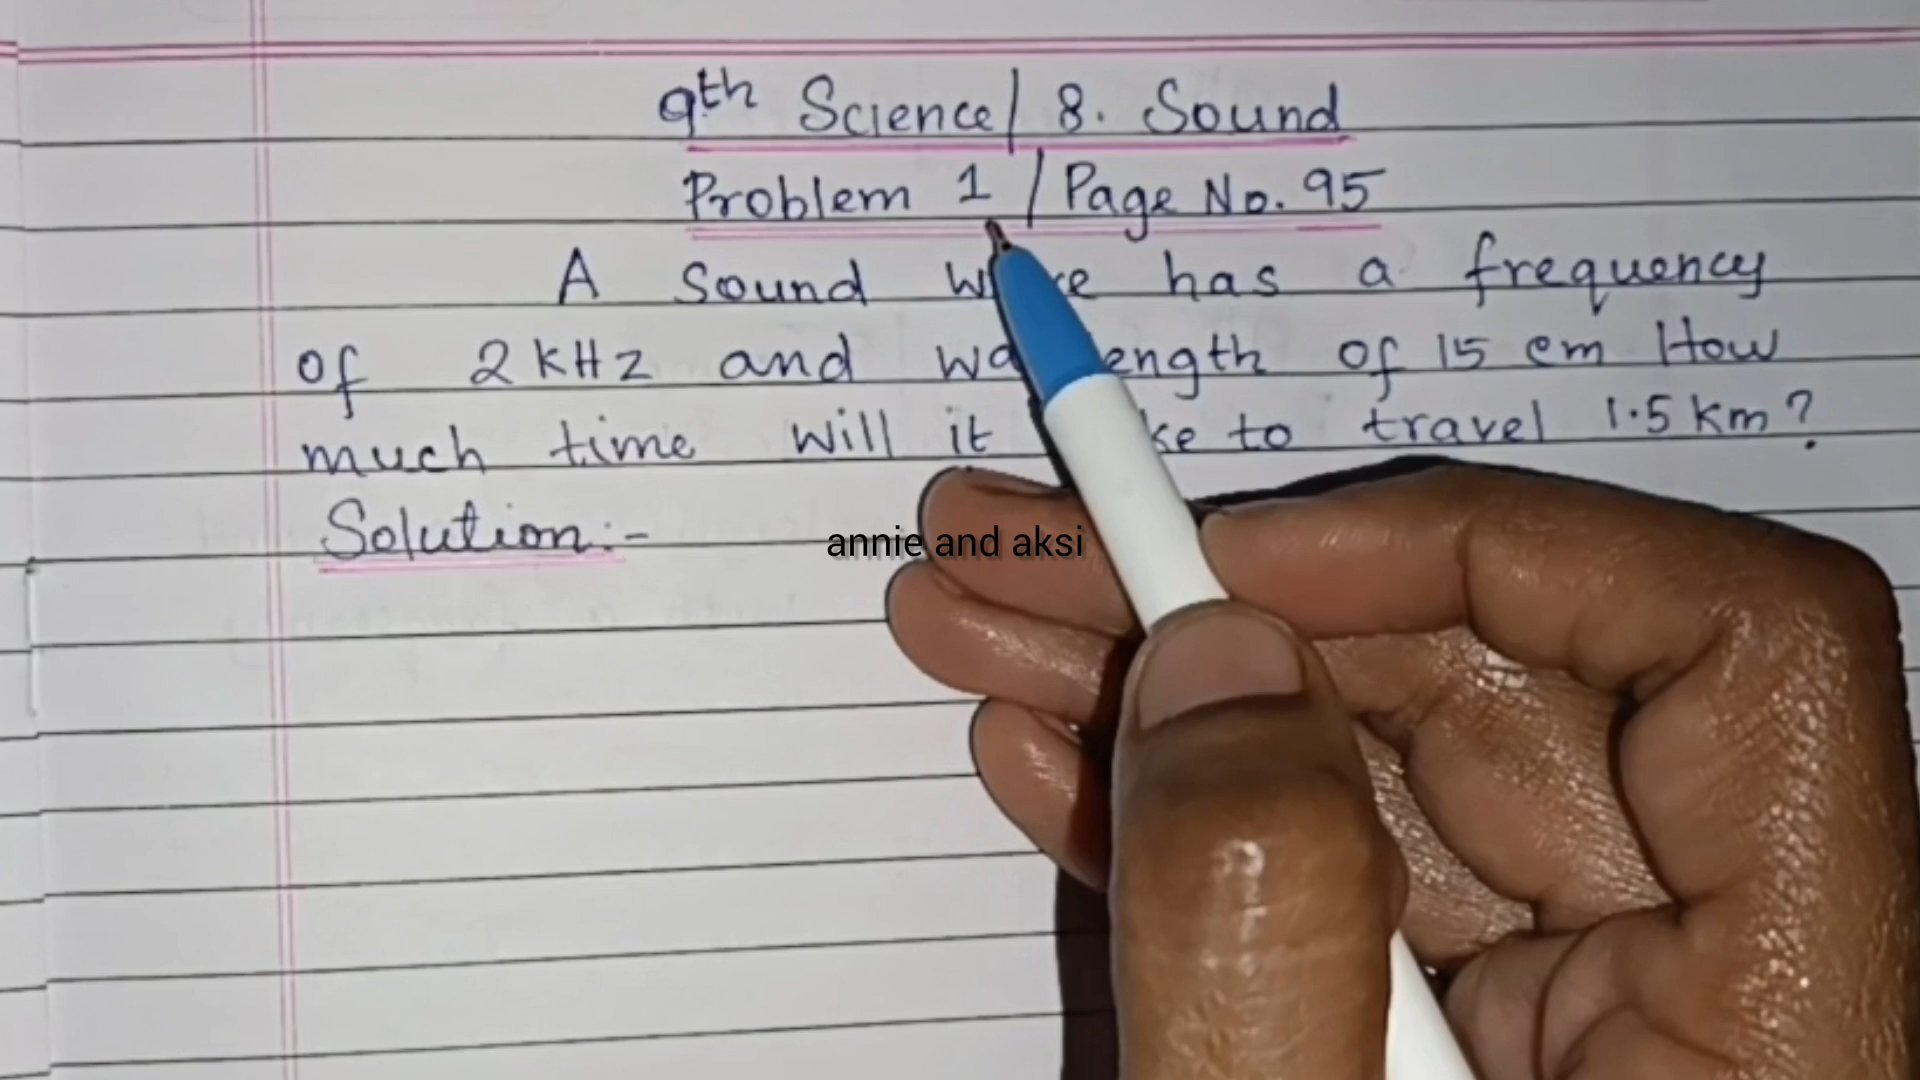 9th Science/ 8. Sound
Problem 1 / Page No. 95
A Sound has a frequency
of 2 kHz and of 15 cm How
much time will it to travel 1.5 km?
Solution:-
annie and aksi